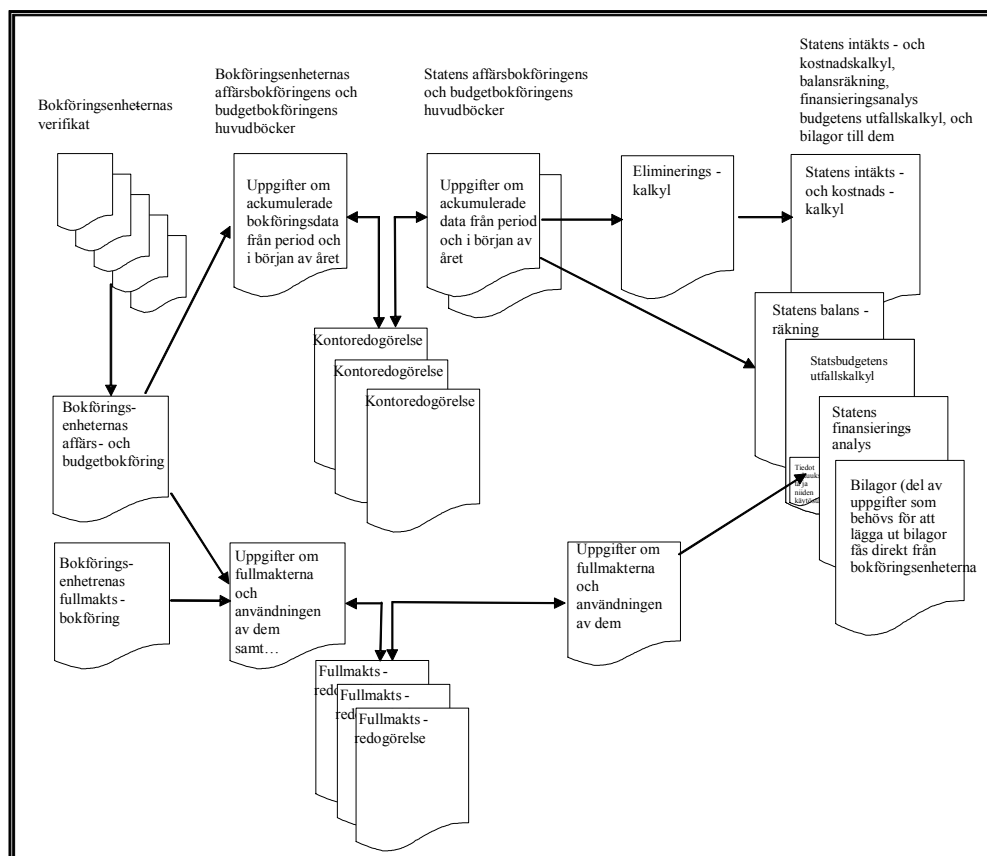 Bokföringsenheternas
verifikat
Bokföringsenheternas
affärsbokföringens och
budgetbokföringens
huvudböcker
Statens affärsbokföringens
och budgetbokföringens
huvudböcker
Statens intäkts - och
kostnadskalkyl,
balansräkning,
finansieringsanalys
budgetens utfallskalkyl, och
bilagor till dem
Uppgifter om
ackumulerade
bokföringsdata
från period och
i början av året
Uppgifter om
ackumulerade
data från period
och i början av
året
Eliminerings -
kalkyl
Statens intäkts -
och kostnads -
kalkyl
Statens balans -
räkning
Statsbudgetens
utfallskalkyl
Statens
finansierings-
analys
Bilagor (del av
uppgifter som
behövs för att
lägga ut bilagor
fås direkt från
bokföringsenheterna
Tiedot
ja
niiden
Kontoredogörelse
Kontoredogörelse
Kontoredogörelse
Bokförings-
enheternas
affärs- och
budgetbokföring
Bokförings-
enhetrenas
fullmakts -
bokföring
Uppgifter om
fullmakterna
och
användningen
av dem
samt…
Uppgifter om
fullmakterna
och
användningen
av dem
Fullmakts -
Fullmakts -
Fullmakts -
redogörelse